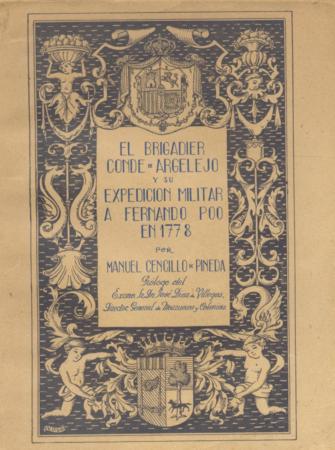 EL BRIGADIER
CONDE DE ARGELEJO
Y SU
EXPEDICION MILITAR
A FERNANDO POO
EN 1778
POR
MANUEL CENCILLO DE PINEDA
Prólogo del
Excmo. Sr. Dn. José Díaz de Villegas,
Director General de Marruecos y Colonias